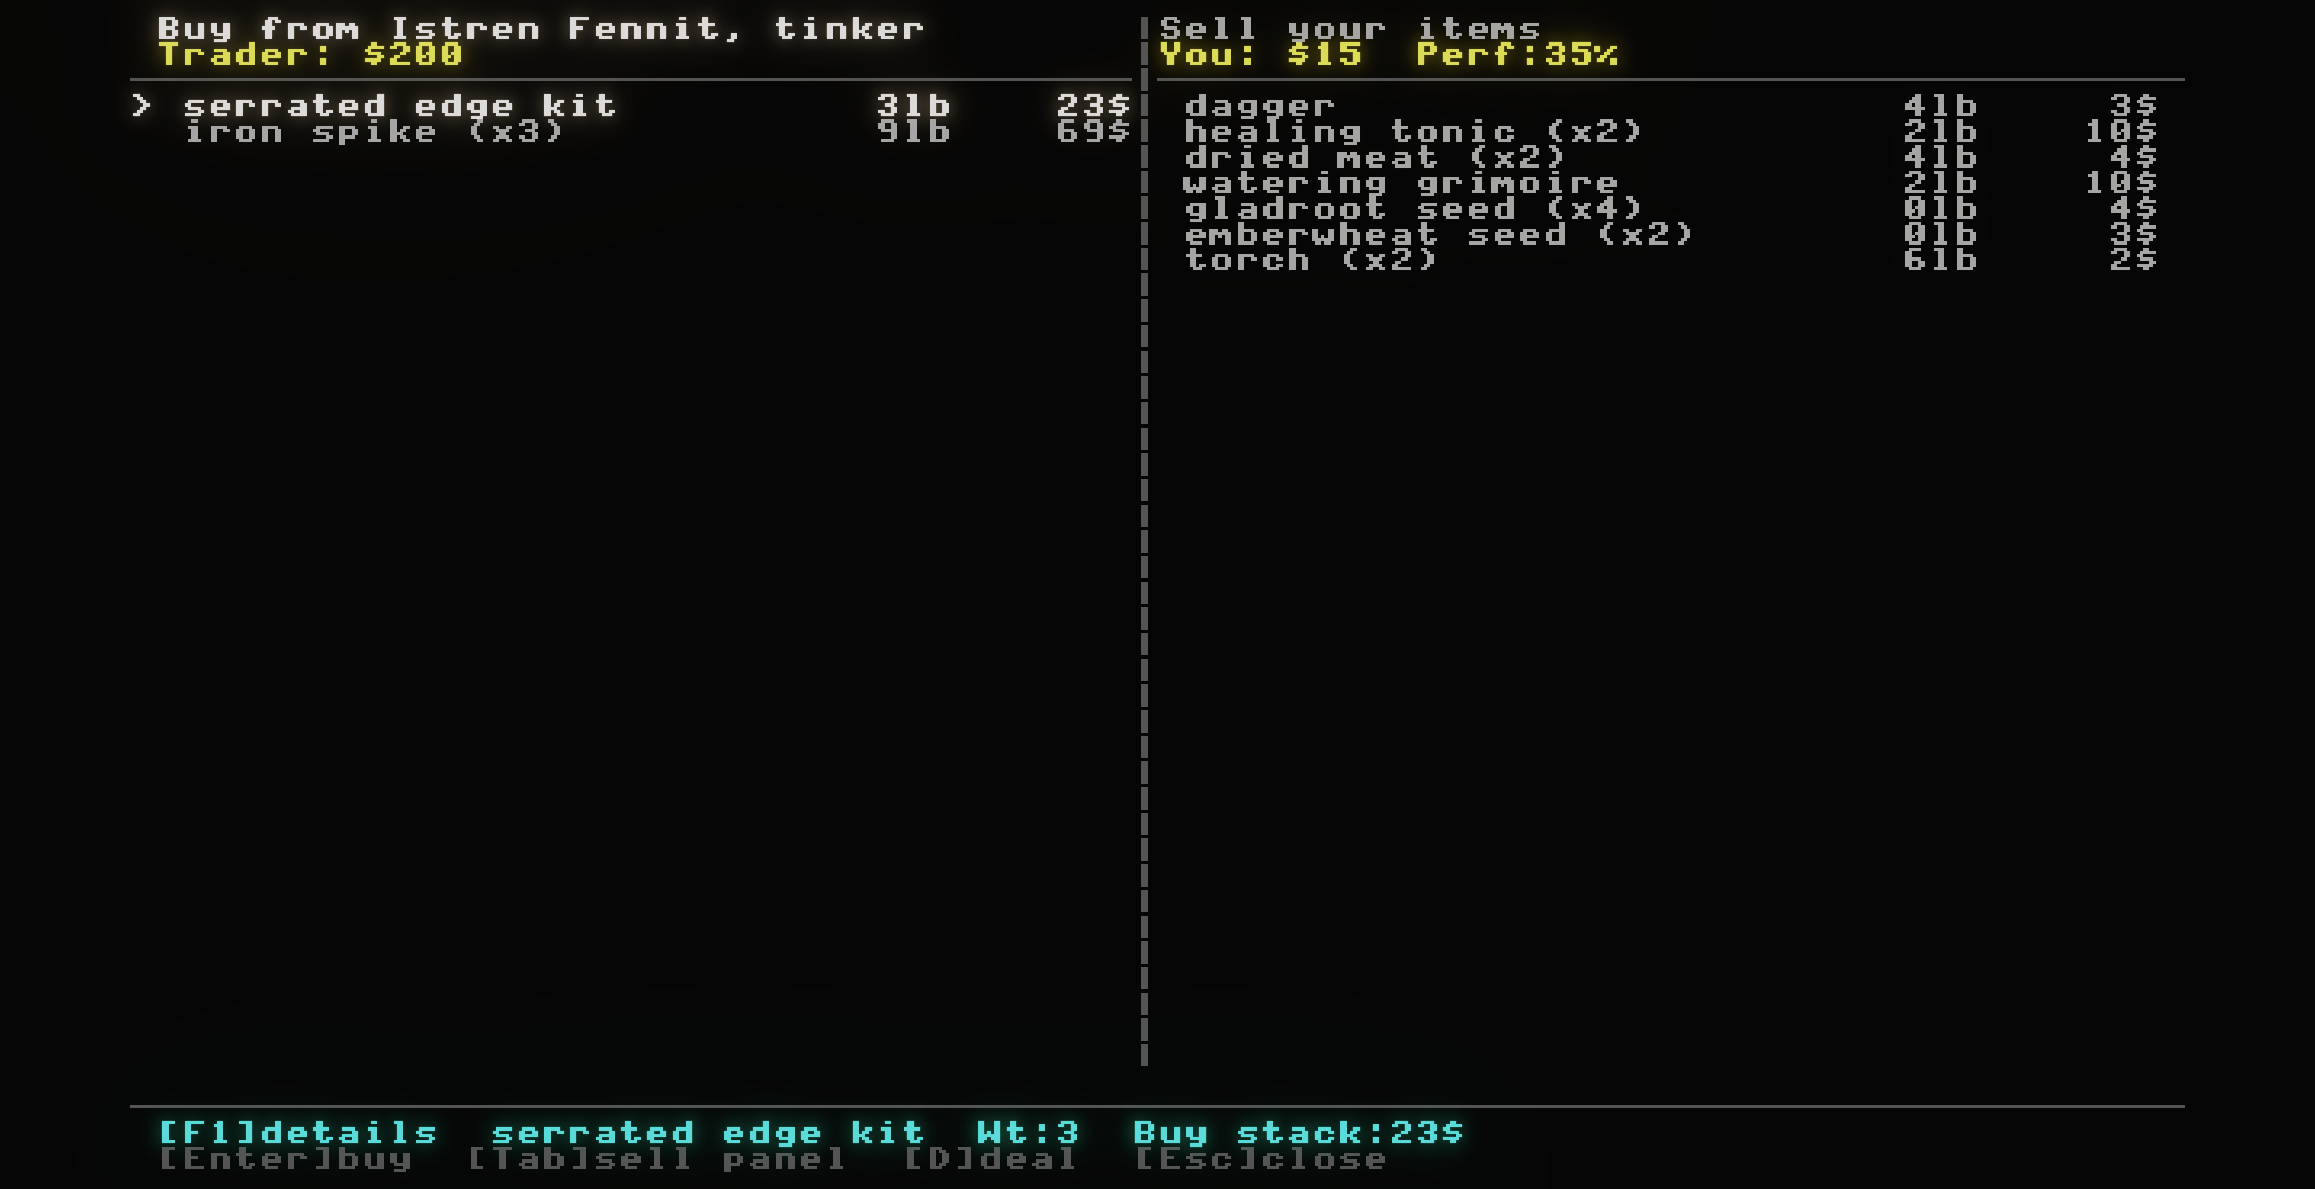 Buy from Istren Fennit, tinker
Trader: $200
> serrated edge kit 3lb 23$
iron spike (x3) 9lb 69$
Sell your items
You: $15 Perf:35%
dagger 4lb 3$
healing tonic (x2) 2lb 10$
dried meat (x2) 4lb 4$
watering grimoire 2lb 10$
gladroot seed (x4) 0lb 4$
emberwheat seed (x2) 0lb 3$
torch (x2) 6lb 2$
[F1]details serrated edge kit Wt:3 Buy stack:23$
[Enter]buy [Tab]sell panel [D]deal [Esc]close